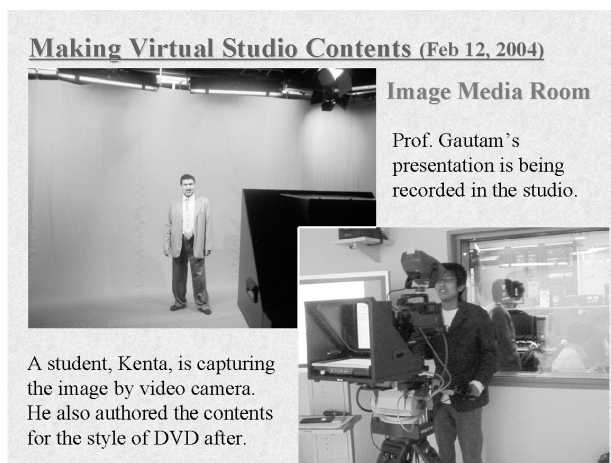 Making Virtual Studio Contents (Feb 12, 2004)
Image Media Room
Prof. Gautam's
presentation is being
recorded in the studio.
A student, Kenta, is capturing
the image by video camera.
He also authored the contents
for the style of DVD after.